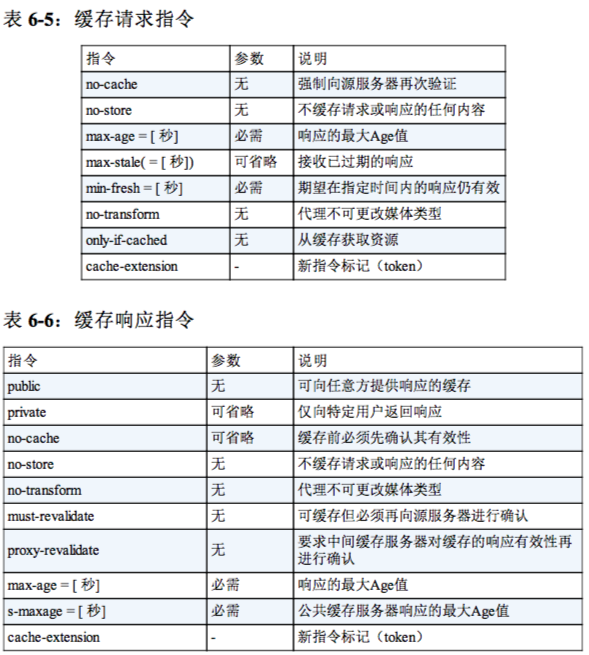 表 6-5：缓存请求指令
指令 参数 说明
no-cache 无 强制向源服务器再次验证
no-store 无 不缓存请求或响应的任何内容
max-age = [ 秒] 必需 响应的最大Age值
max-stale( = [ 秒]) 可省略 接收已过期的响应
min-fresh = [ 秒] 必需 期望在指定时间内的响应仍有效
no-transform 无 代理不可更改媒体类型
only-if-cached 无 从缓存获取资源
cache-extension - 新指令标记（token）
表 6-6：缓存响应指令
指令 参数 说明
public 无 可向任意方提供响应的缓存
private 可省略 仅向特定用户返回响应
no-cache 可省略 缓存前必须先确认其有效性
no-store 无 不缓存请求或响应的任何内容
no-transform 无 代理不可更改媒体类型
must-revalidate 无 可缓存但必须再向源服务器进行确认
proxy-revalidate 无 要求中间缓存服务器对缓存的响应有效性再
进行确认
max-age = [ 秒] 必需 响应的最大Age值
s-maxage = [ 秒] 必需 公共缓存服务器响应的最大Age值
cache-extension - 新指令标记（token）